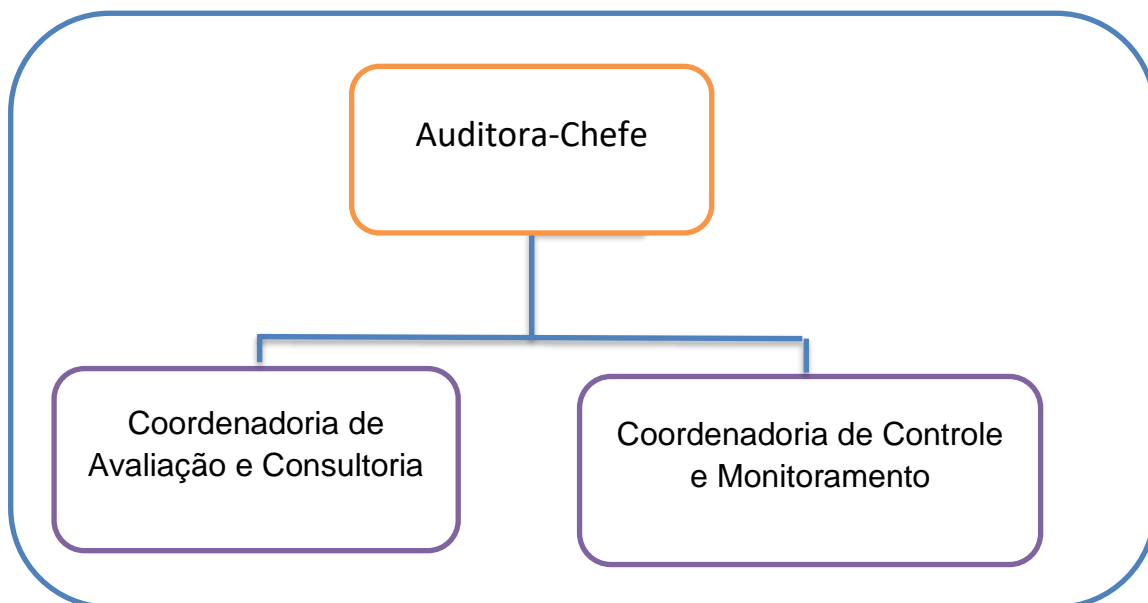 Auditora-Chefe
Coordenadoria de
Avaliação e Consultoria
Coordenadoria de Controle
e Monitoramento